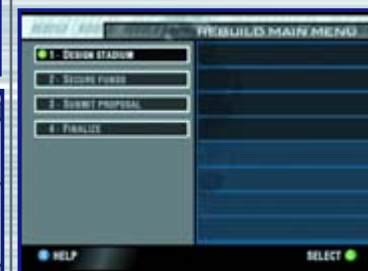 REBUILD MAIN MENU
1 - DESIGN STADIUM
2 - SECURE FUNDS
3 - SUBMIT PROPOSAL
4 - FINALIZE
HELP
SELECT